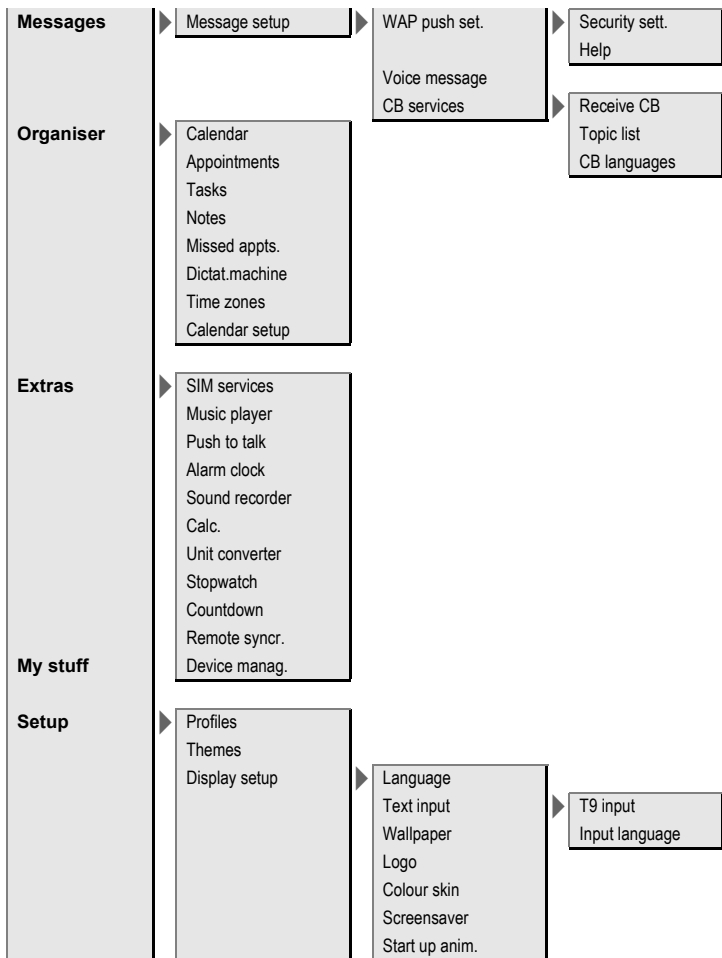 Messages Message setup WAP push set. Security sett.
Help
Voice message
CB services Receive CB
Organiser Calendar Topic list
Appointments CB languages
Tasks
Notes
Missed appts.
Dictat.machine
Time zones
Calendar setup
Extras SIM services
Music player
Push to talk
Alarm clock
Sound recorder
Calc.
Unit converter
Stopwatch
Countdown
Remote syncr.
My stuff Device manag.
Setup Profiles
Themes
Display setup Language
Text input T9 input
Wallpaper Input language
Logo
Colour skin
Screensaver
Start up anim.